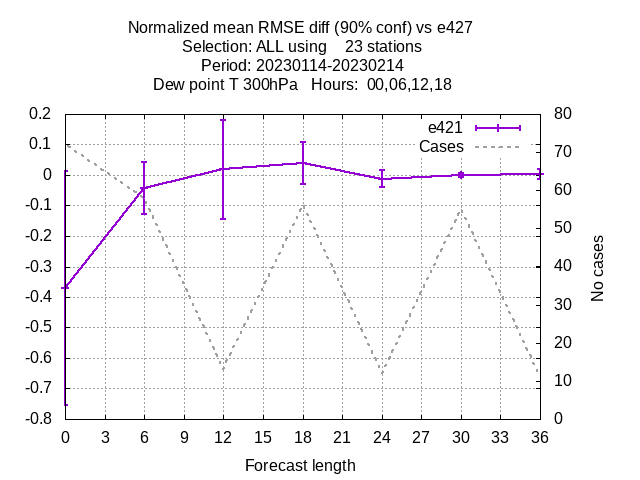 Normalized mean RMSE diff (90% conf) vs e427
Selection: ALL using    23 stations
Period: 20230114-20230214
Dew point T 300hPa   Hours:  00,06,12,18
e421
Cases
0.2
0.1
0
-0.1
-0.2
-0.3
-0.4
-0.5
-0.6
-0.7
-0.8
80
70
60
50
40
30
20
10
0
No cases
0 3 6 9 12 15 18 21 24 27 30 33 36
Forecast length